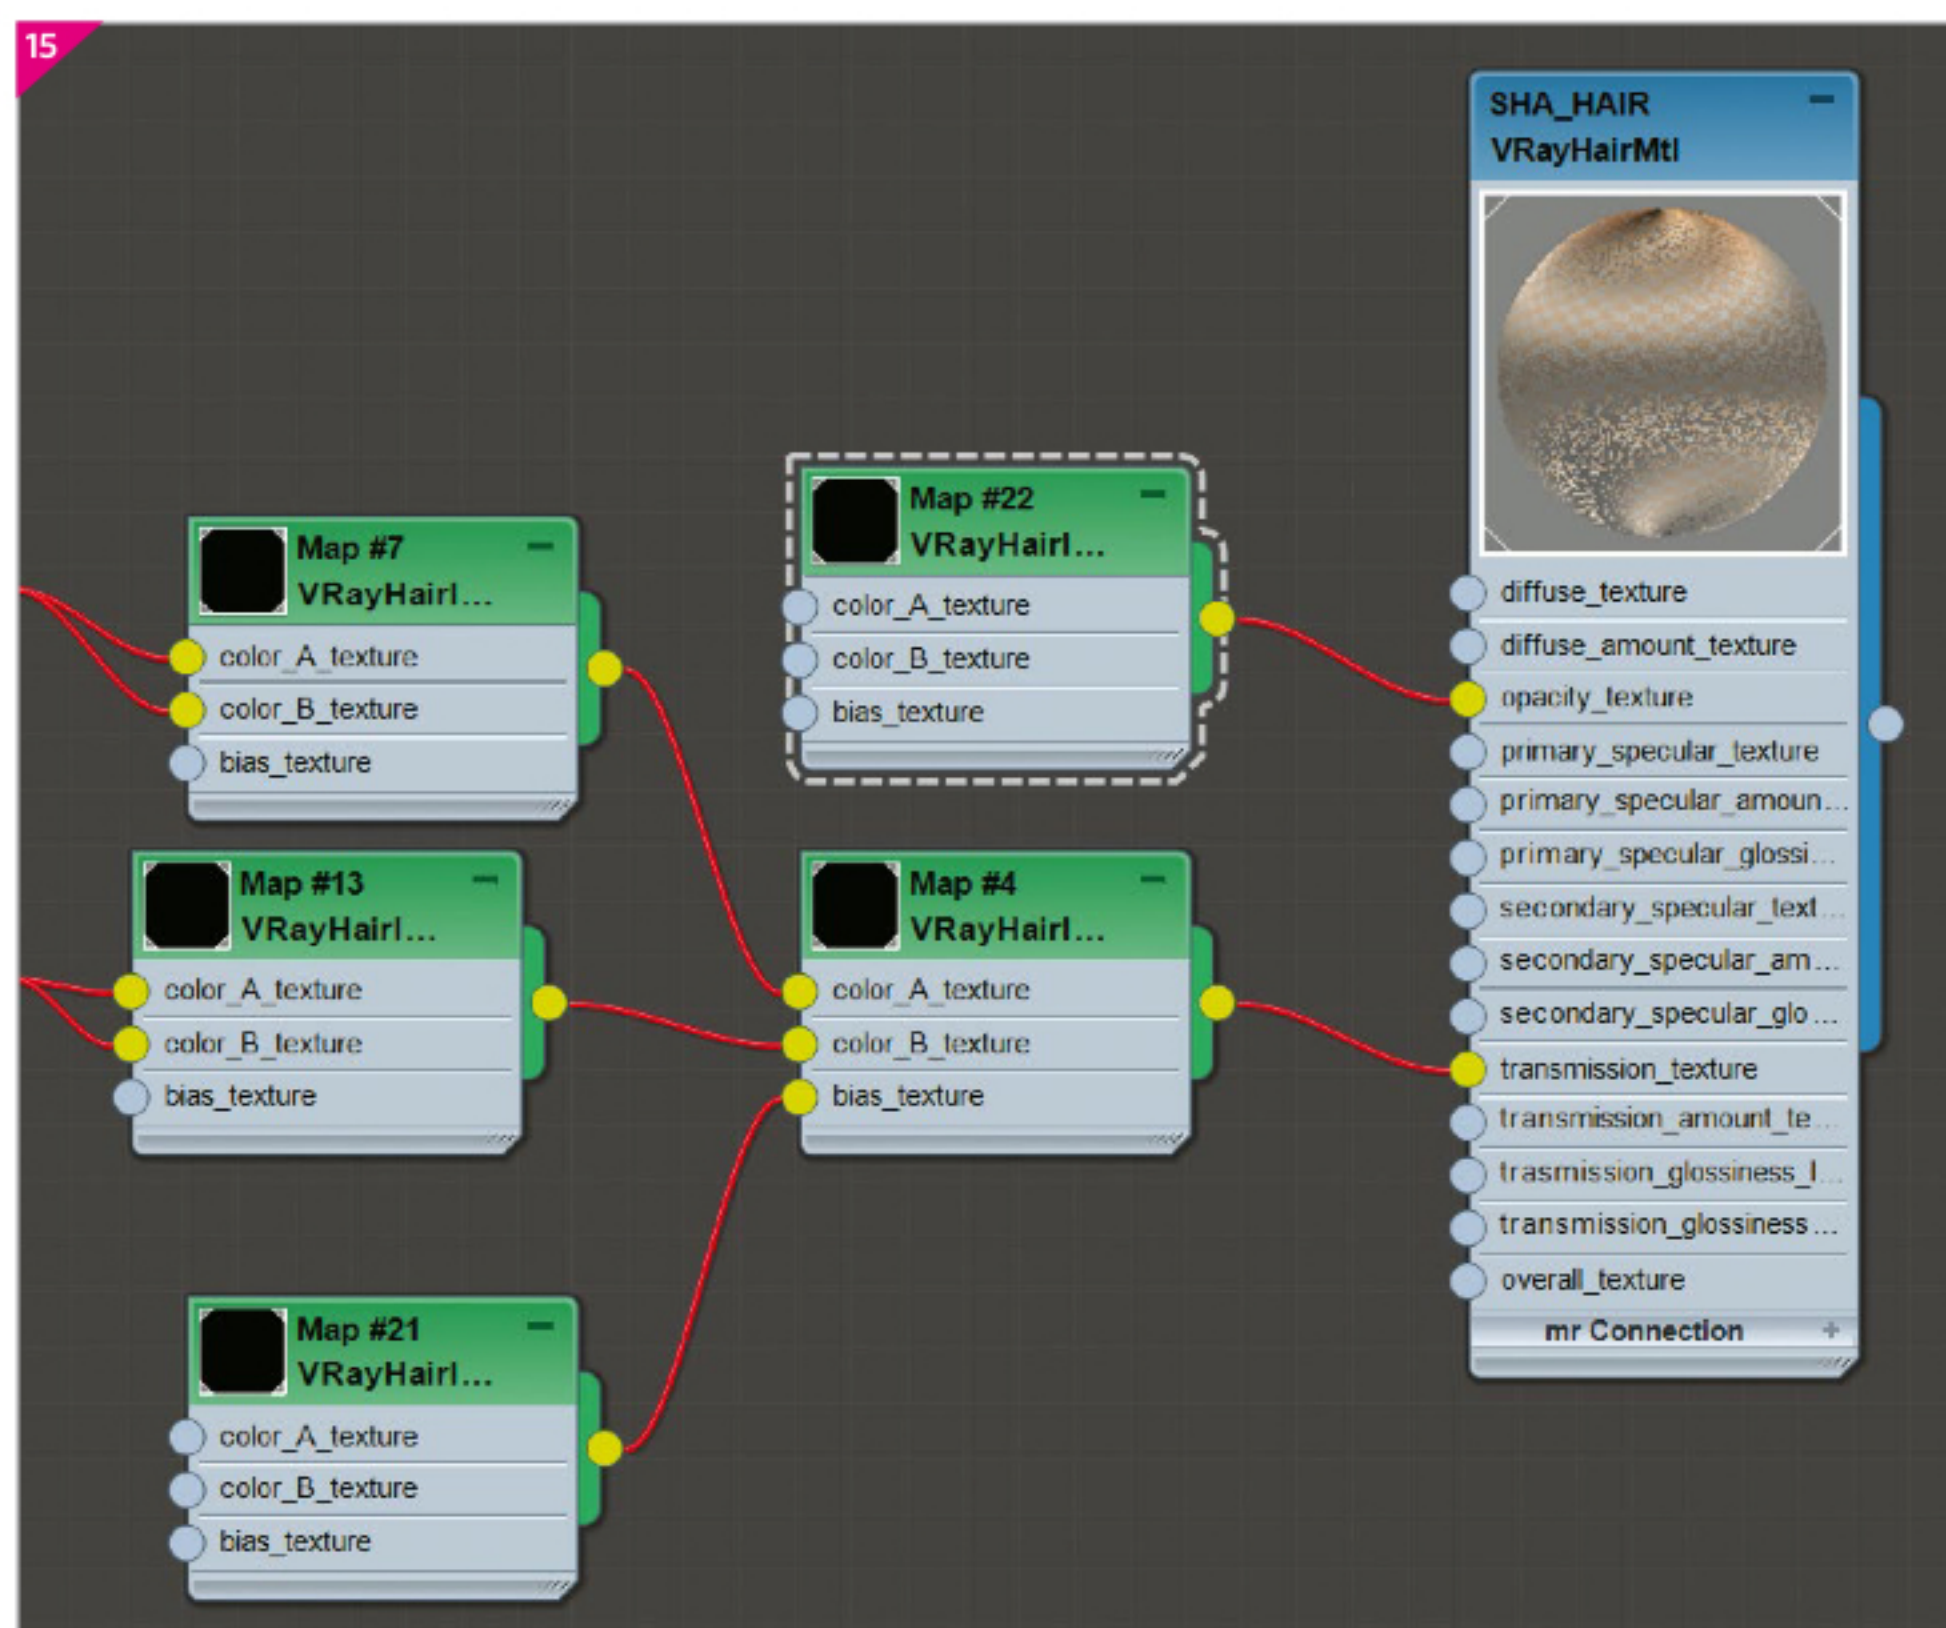 15
SHA_HAIR
VRayHairMtl
diffuse_texture
diffuse_amount_texture
opacity_texture
primary_specular_texture
primary_specular_amoun...
primary_specular_glossi...
secondary_specular_text...
secondary_specular_am...
secondary_specular_glo...
transmission_texture
transmission_amount_te...
trasmission_glossiness_l...
transmission_glossiness...
overall_texture
mr Connection
Map #22
VRayHairI...
color_A_texture
color_B_texture
bias_texture
Map #7
VRayHairI...
color_A_texture
color_B_texture
bias_texture
Map #13
VRayHairI...
color_A_texture
color_B_texture
bias_texture
Map #4
VRayHairI...
color_A_texture
color_B_texture
bias_texture
Map #21
VRayHairI...
color_A_texture
color_B_texture
bias_texture